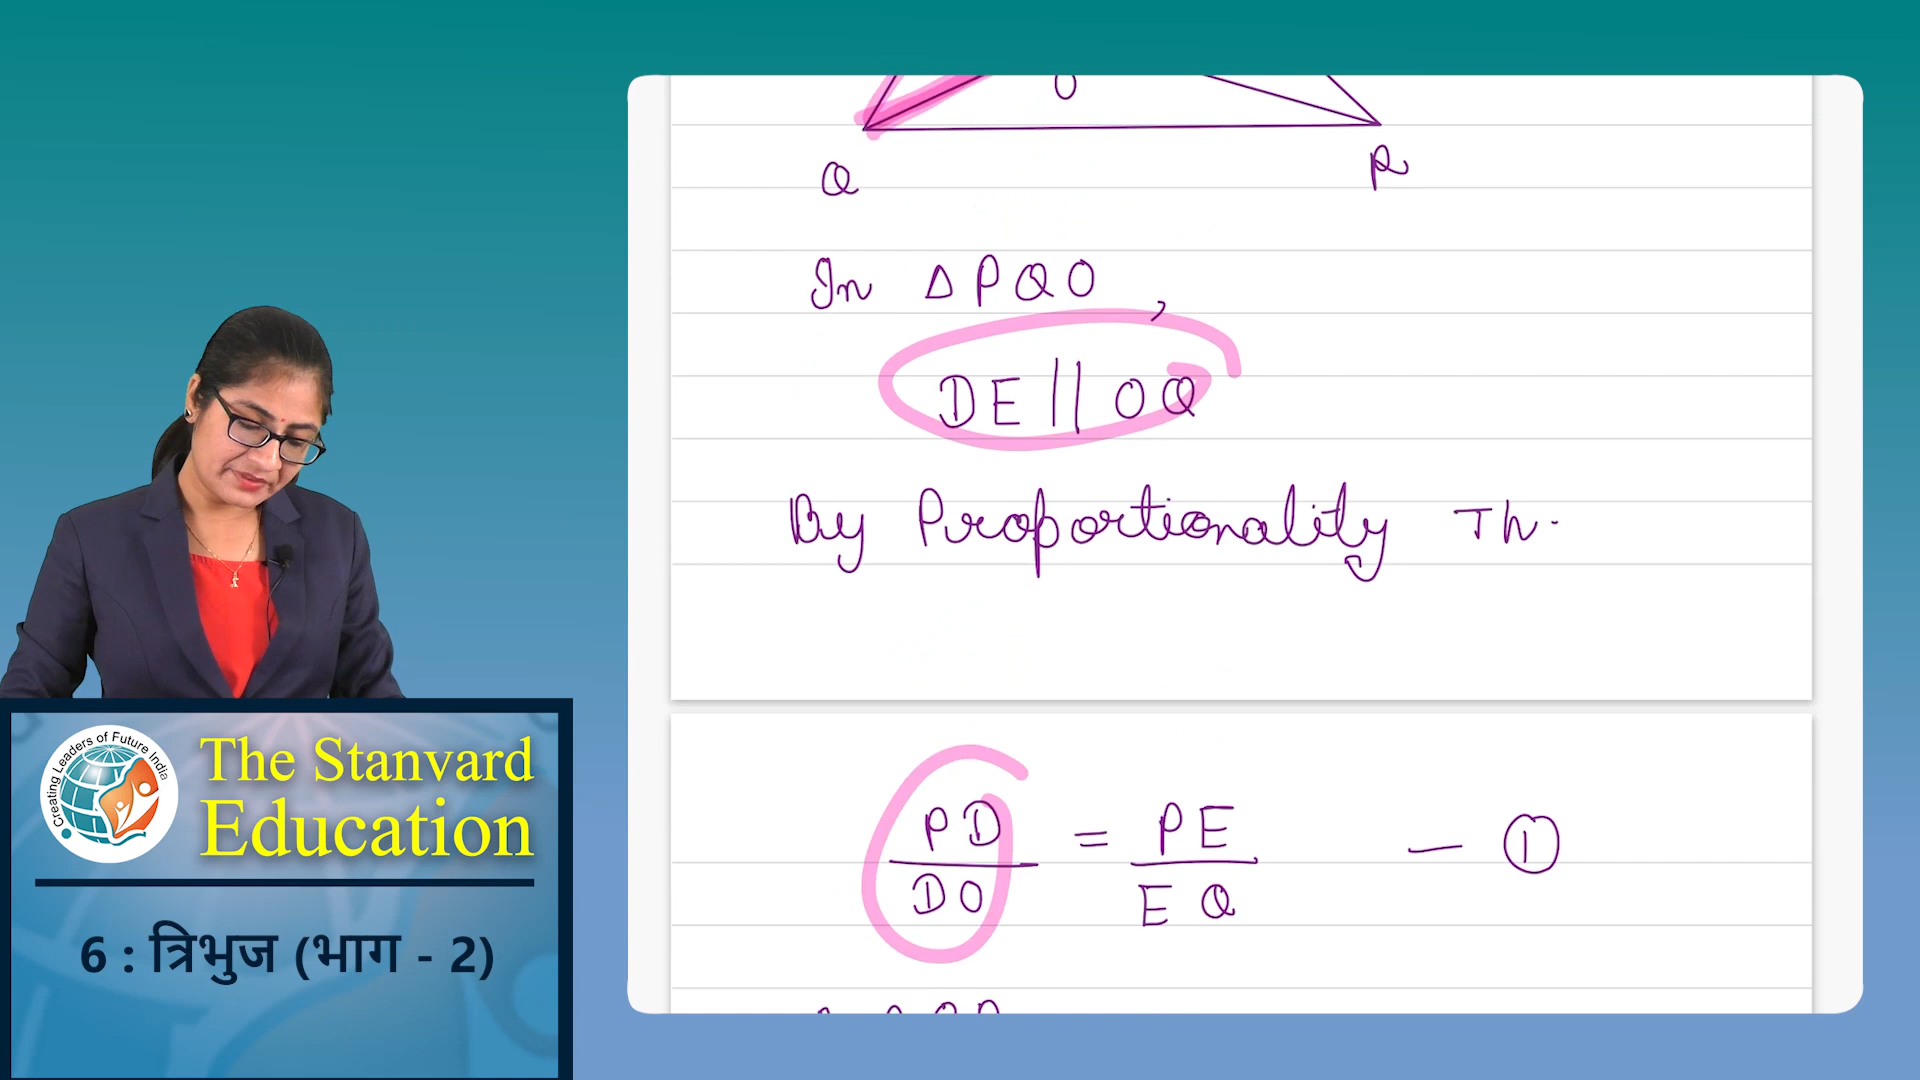 O
Q
R
In Δ PQO,
DE || OQ
By Proportionality Th.
PD/DO = PE/EQ — ①
Creating Leaders of Future India
The Stanvard
Education
6 : त्रिभुज (भाग - 2)